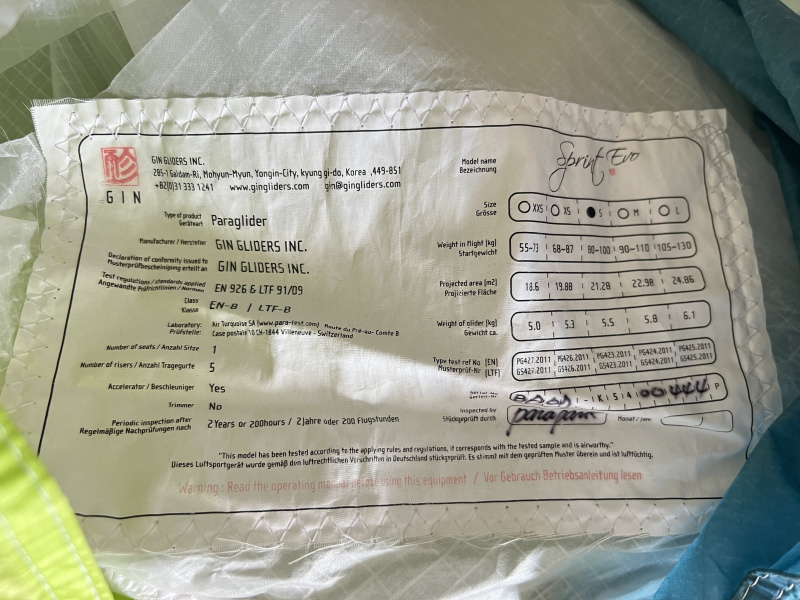 GIN
GIN GLIDERS INC.
285-1 Galdam-Ri, Mohyun-Myun, Yongin-City, kyung gi-do, Korea ,449-851
+82(0)31 333 1241 www.gingliders.com gin@gingliders.com
Model name
Bezeichnung
Sprint Evo
Type of product
Geräteart
Paraglider
Manufacturer / Hersteller
GIN GLIDERS INC.
Declaration of conformity issued to
Musterprüfbescheinigung erteilt an
GIN GLIDERS INC.
Test regulations / standards applied
Angewandte Prüfrichtlinien / Normen
EN 926 & LTF 91/09
Class
Klasse
EN-B / LTF-B
Laboratory:
Prüfstelle:
Air Turquoise SA (www.para-test.com) Route du Pré-au- Comte 8
Case postale 10 CH-1844 Villeneuve - Switzerland
Number of seats / Anzahl Sitze
1
Number of risers / Anzahl Tragegurte
5
Accelerator / Beschleuniger
Yes
Trimmer
No
Periodic inspection after
Regelmäßige Nachprüfungen nach
2 Years or 200hours / 2 Jahre oder 200 Flugstunden
Size
Grösse
XXS XS S M L
Weight in flight [kg]
Startgewicht
55-73 68-87 80-100 90-110 105-130
Projected area [m2]
Projizierte Fläche
18.6 19.88 21.28 22.98 24.86
Weight of glider [kg]
Gewicht ca.
5.0 5.3 5.5 5.8 6.1
Type test ref No (EN)
Musterprüf-Nr (LTF)
PG427.2011 PG426.2011 PG423.2011 PG424.2011 PG425.2011
GS427.2011 GS426.2011 GS423.2011 GS424.2011 GS425.2011
Serien-Nr
00444 P
Inspected by
Stückgeprüft durch
Monat / Jahr
"This model has been tested according to the applying rules and regulations, it corresponds with the tested sample and is airworthy."
Dieses Luftsportgerät wurde gemäß den luftrechtlichen Vorschriften in Deutschland stückgeprüft. Es stimmt mit dem geprüften Muster überein und ist lufttüchtig.
Warning : Read the operating manual before using this equipment / Vor Gebrauch Betriebsanleitung lesen